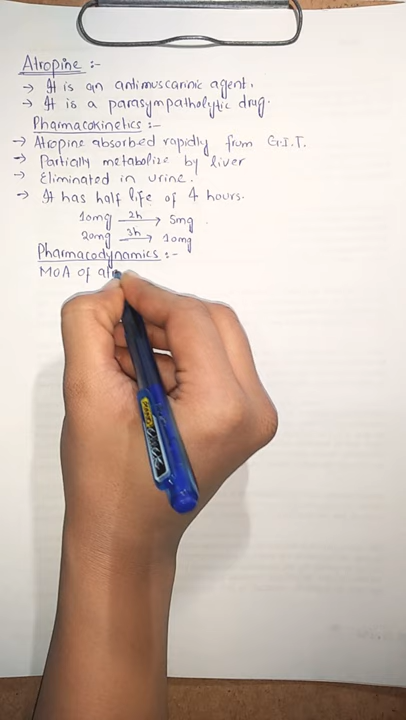 Atropine :-
→ It is an antimuscarinic agent.
→ It is a parasympatholytic drug.
Pharmacokinetics :-
→ Atropine absorbed rapidly from G.I.T.
→ Partially metabolize by liver
→ Eliminated in urine.
→ It has half life of 4 hours.
10mg 2h→ 5mg
20mg 3h→ 10mg
Pharmacodynamics :-
MoA of at